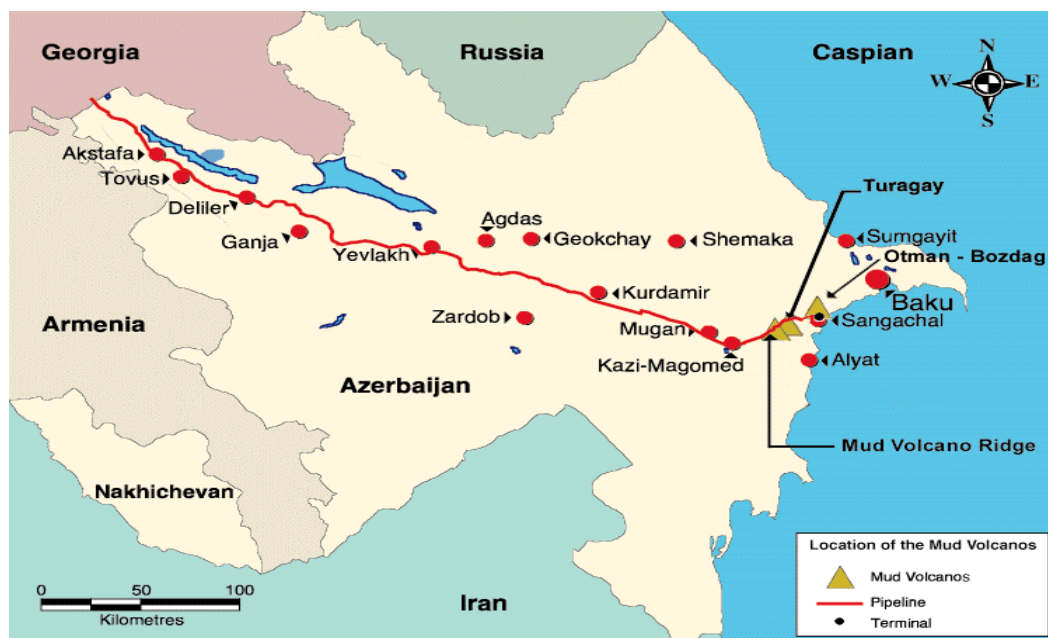 Georgia
Russia
Caspian
N
W
E
S
Akstafa
Tovus
Deliler
Ganja
Yevlakh
Agdas
Geokchay
Shemaka
Turagay
Sumgayit
Otman - Bozdag
Baku
Kurdamir
Zardob
Mugan
Sangachal
Kazi-Magomed
Alyat
Armenia
Azerbaijan
Mud Volcano Ridge
Nakhichevan
Iran
0 50 100
Kilometres
Location of the Mud Volcanos
Mud Volcanos
Pipeline
Terminal